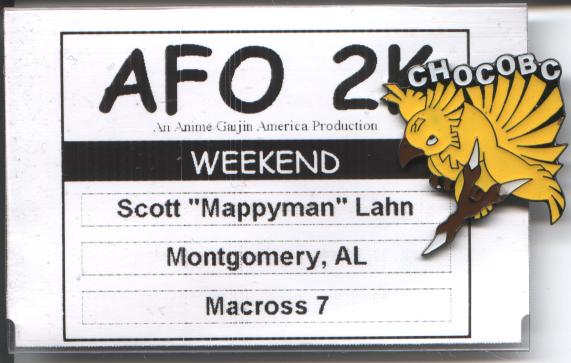 AFO 2K
CHOCOBO
An Anime Gaijin America Production
WEEKEND
Scott "Mappyman" Lahn
Montgomery, AL
Macross 7